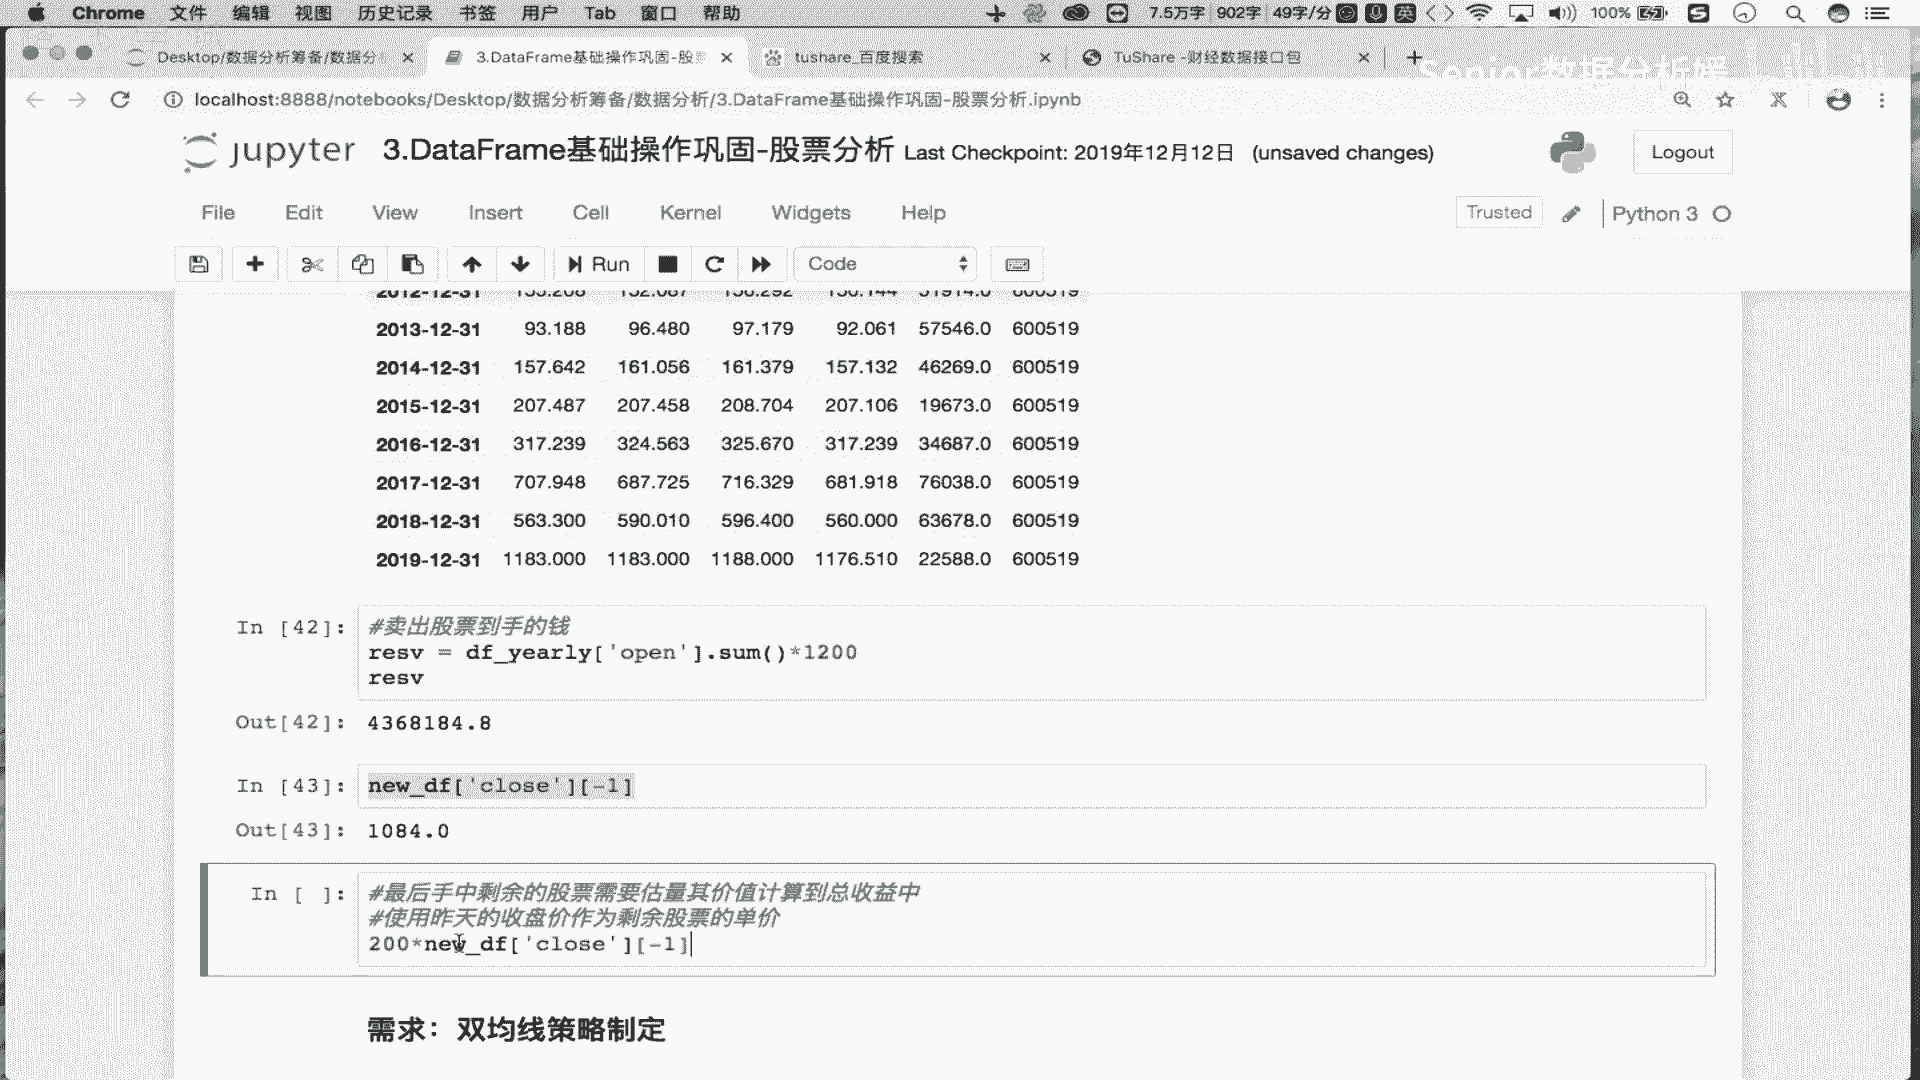 Chrome 文件 编辑 视图 历史记录 书签 用户 Tab 窗口 帮助 7.5万字 902字 49字/分 英 100%
Desktop/数据分析筹备/数据分 3.DataFrame基础操作巩固-股 tushare_百度搜索 TuShare -财经数据接口包
Senior数据分析媛
localhost:8888/notebooks/Desktop/数据分析筹备/数据分析/3.DataFrame基础操作巩固-股票分析.ipynb
jupyter 3.DataFrame基础操作巩固-股票分析 Last Checkpoint: 2019年12月12日 (unsaved changes) Logout
File Edit View Insert Cell Kernel Widgets Help Trusted Python 3
Run Code
2012-12-31 600519
2013-12-31 93.188 96.480 97.179 92.061 57546.0 600519
2014-12-31 157.642 161.056 161.379 157.132 46269.0 600519
2015-12-31 207.487 207.458 208.704 207.106 19673.0 600519
2016-12-31 317.239 324.563 325.670 317.239 34687.0 600519
2017-12-31 707.948 687.725 716.329 681.918 76038.0 600519
2018-12-31 563.300 590.010 596.400 560.000 63678.0 600519
2019-12-31 1183.000 1183.000 1188.000 1176.510 22588.0 600519
In [42]: #卖出股票到手的钱
resv = df_yearly['open'].sum()*1200
resv
Out[42]: 4368184.8
In [43]: new_df['close'][-1]
Out[43]: 1084.0
In [ ]: #最后手中剩余的股票需要估量其价值计算到总收益中
#使用昨天的收盘价作为剩余股票的单价
200*new_df['close'][-1]
需求：双均线策略制定